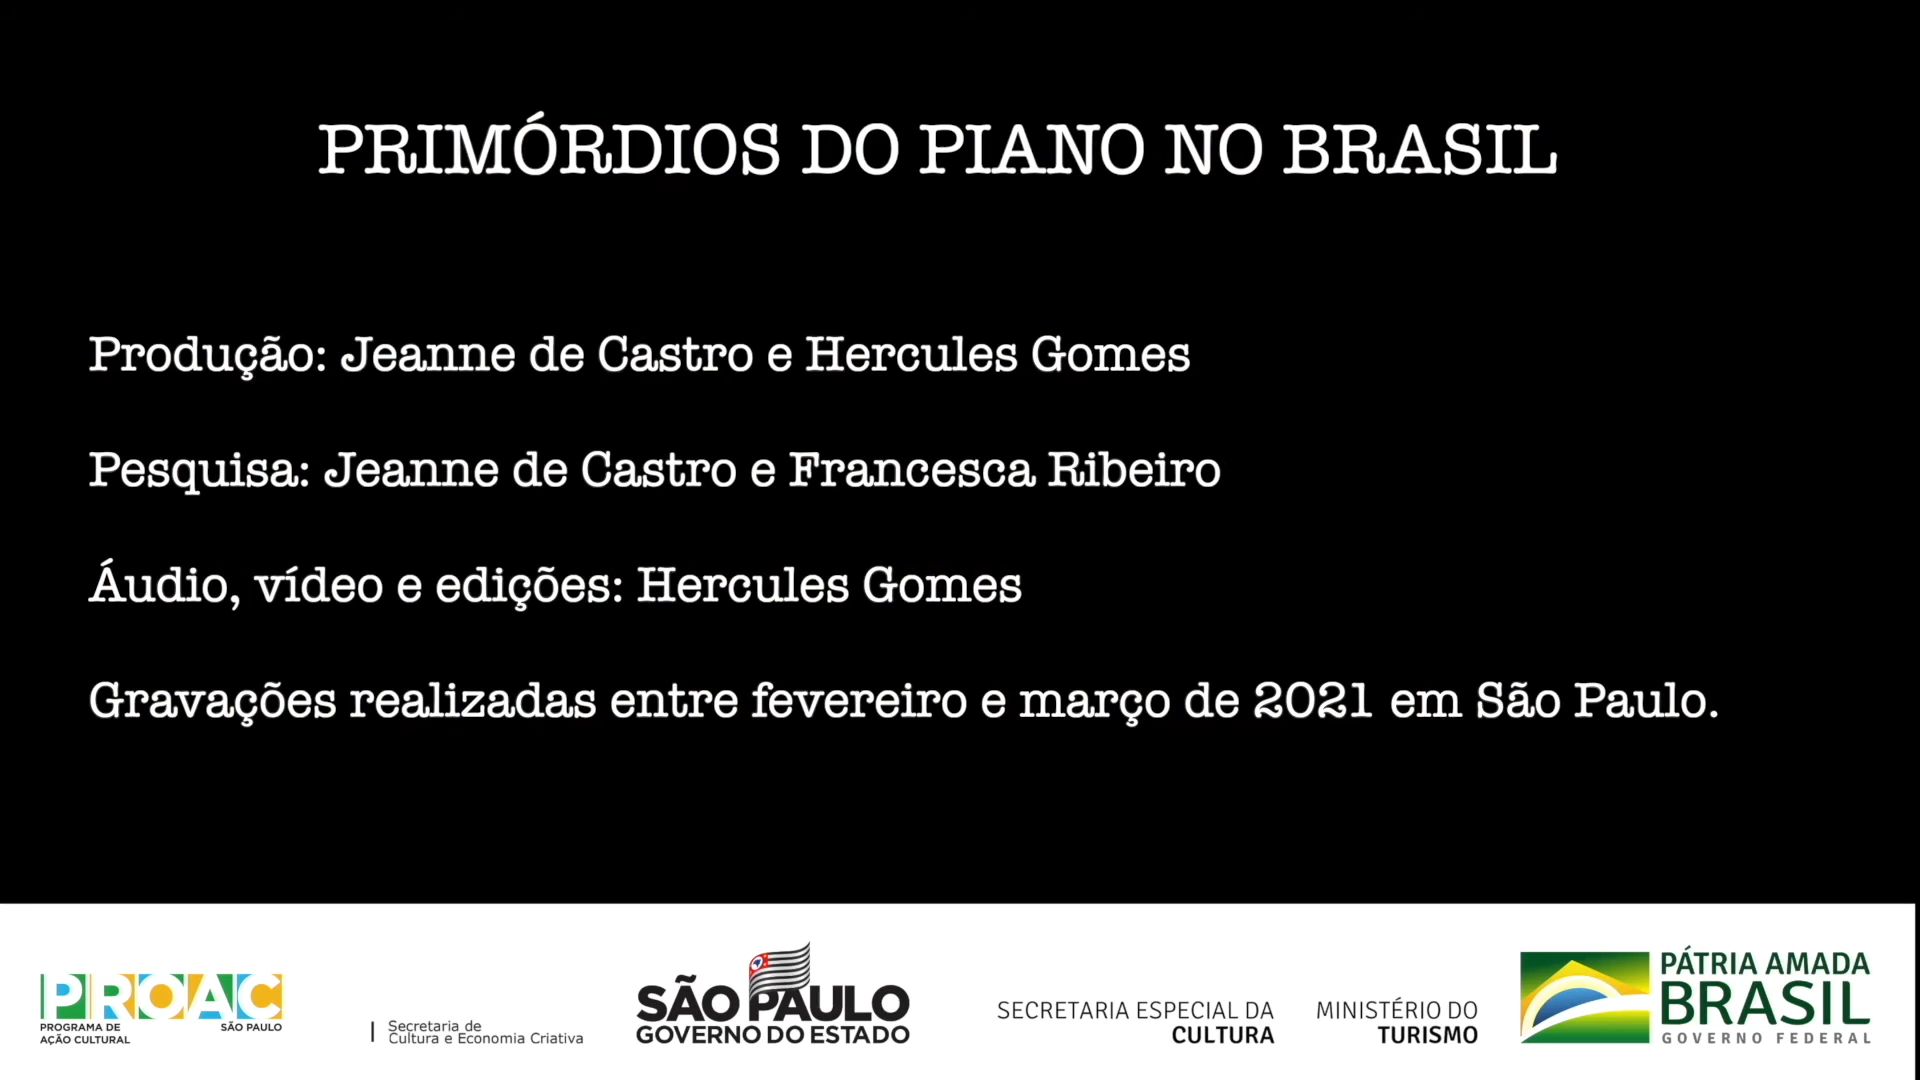 PRIMÓRDIOS DO PIANO NO BRASIL
Produção: Jeanne de Castro e Hercules Gomes
Pesquisa: Jeanne de Castro e Francesca Ribeiro
Áudio, vídeo e edições: Hercules Gomes
Gravações realizadas entre fevereiro e março de 2021 em São Paulo.
PROAC
PROGRAMA DE
AÇÃO CULTURAL
SÃO PAULO
Secretaria de
Cultura e Economia Criativa
SÃO PAULO
GOVERNO DO ESTADO
SECRETARIA ESPECIAL DA
CULTURA
MINISTÉRIO DO
TURISMO
PÁTRIA AMADA
BRASIL
GOVERNO FEDERAL